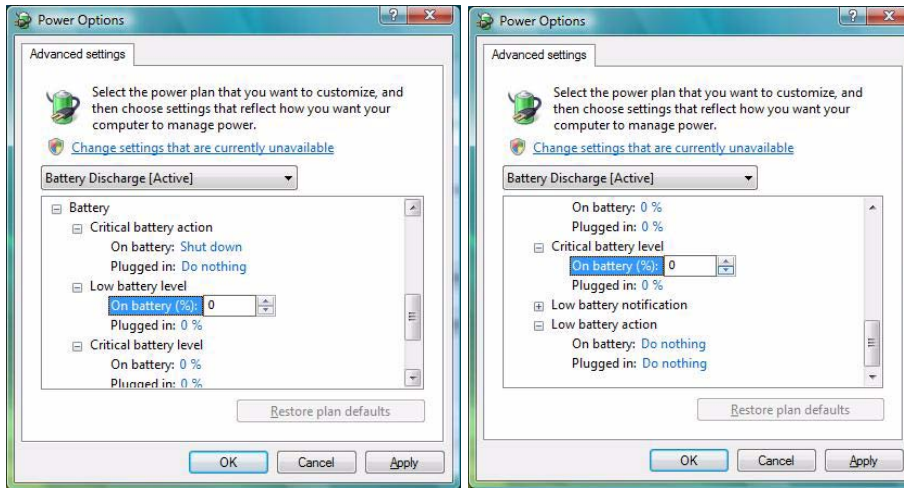 Power Options
Advanced settings
Select the power plan that you want to customize, and
then choose settings that reflect how you want your
computer to manage power.
Change settings that are currently unavailable
Battery Discharge [Active]
Battery
Critical battery action
On battery: Shut down
Plugged in: Do nothing
Low battery level
On battery (%): 0
Plugged in: 0 %
Critical battery level
On battery: 0 %
Plugged in: 0 %
Restore plan defaults
OK Cancel Apply
Power Options
Advanced settings
Select the power plan that you want to customize, and
then choose settings that reflect how you want your
computer to manage power.
Change settings that are currently unavailable
Battery Discharge [Active]
On battery: 0 %
Plugged in: 0 %
Critical battery level
On battery (%): 0
Plugged in: 0 %
Low battery notification
Low battery action
On battery: Do nothing
Plugged in: Do nothing
Restore plan defaults
OK Cancel Apply